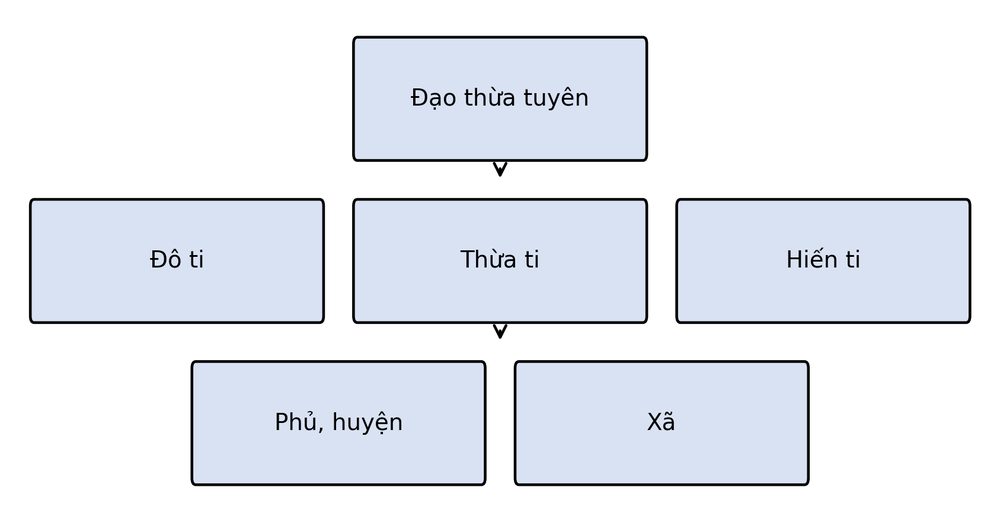 Đạo thừa tuyên
Đô ti
Thừa ti
Hiến ti
Phủ, huyện
Xã